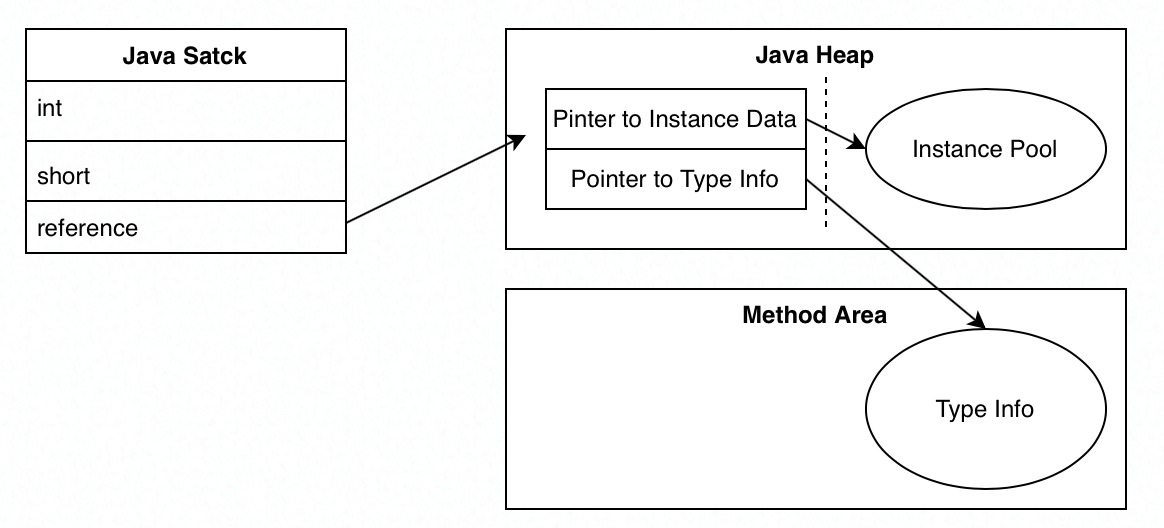 Java Satck
int
short
reference
Java Heap
Pinter to Instance Data
Pointer to Type Info
Instance Pool
Method Area
Type Info